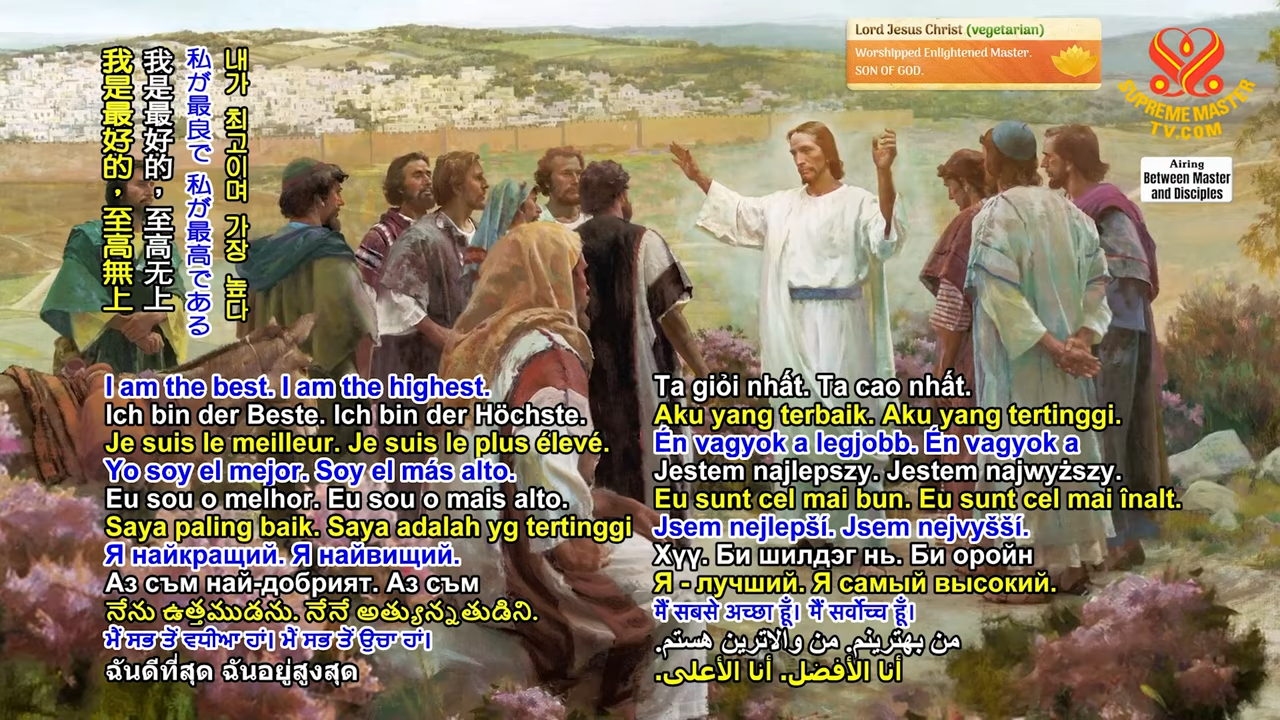 Lord Jesus Christ (vegetarian)
Worshipped Enlightened Master.
SON OF GOD.
SUPREME MASTER
TV.COM
Airing
Between Master
and Disciples
我是最好的，至高無上
我是最好的，至高无上
私が最良で 私が最高である
내가 최고이며 가장 높다
I am the best. I am the highest.
Ich bin der Beste. Ich bin der Höchste.
Je suis le meilleur. Je suis le plus élevé.
Yo soy el mejor. Soy el más alto.
Eu sou o melhor. Eu sou o mais alto.
Saya paling baik. Saya adalah yg tertinggi
Я найкращий. Я найвищий.
Аз съм най-добрият. Аз съм
నేను ఉత్తముడను. నేనే అత్యున్నతుడిని.
ਮੈਂ ਸਭ ਤੋਂ ਵਧੀਆ ਹਾਂ। ਮੈਂ ਸਭ ਤੋਂ ਉਚਾ ਹਾਂ।
ฉันดีที่สุด ฉันอยู่สูงสุด
Ta giỏi nhất. Ta cao nhất.
Aku yang terbaik. Aku yang tertinggi.
Én vagyok a legjobb. Én vagyok a
Jestem najlepszy. Jestem najwyższy.
Eu sunt cel mai bun. Eu sunt cel mai înalt.
Jsem nejlepší. Jsem nejvyšší.
Хүү. Би шилдэг нь. Би оройн
Я - лучший. Я самый высокий.
मैं सबसे अच्छा हूँ। मैं सर्वोच्च हूँ।
من بهترینم. من والاترین هستم.
أنا الأفضل. أنا الأعلى.